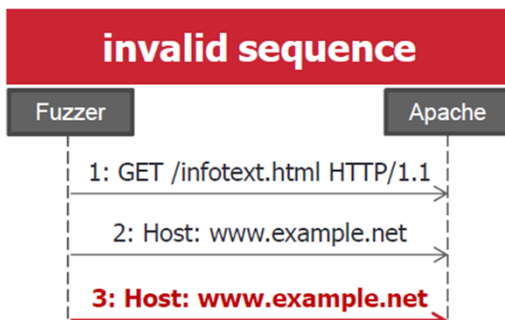 invalid sequence
Fuzzer Apache
1: GET /infotext.html HTTP/1.1
2: Host: www.example.net
3: Host: www.example.net